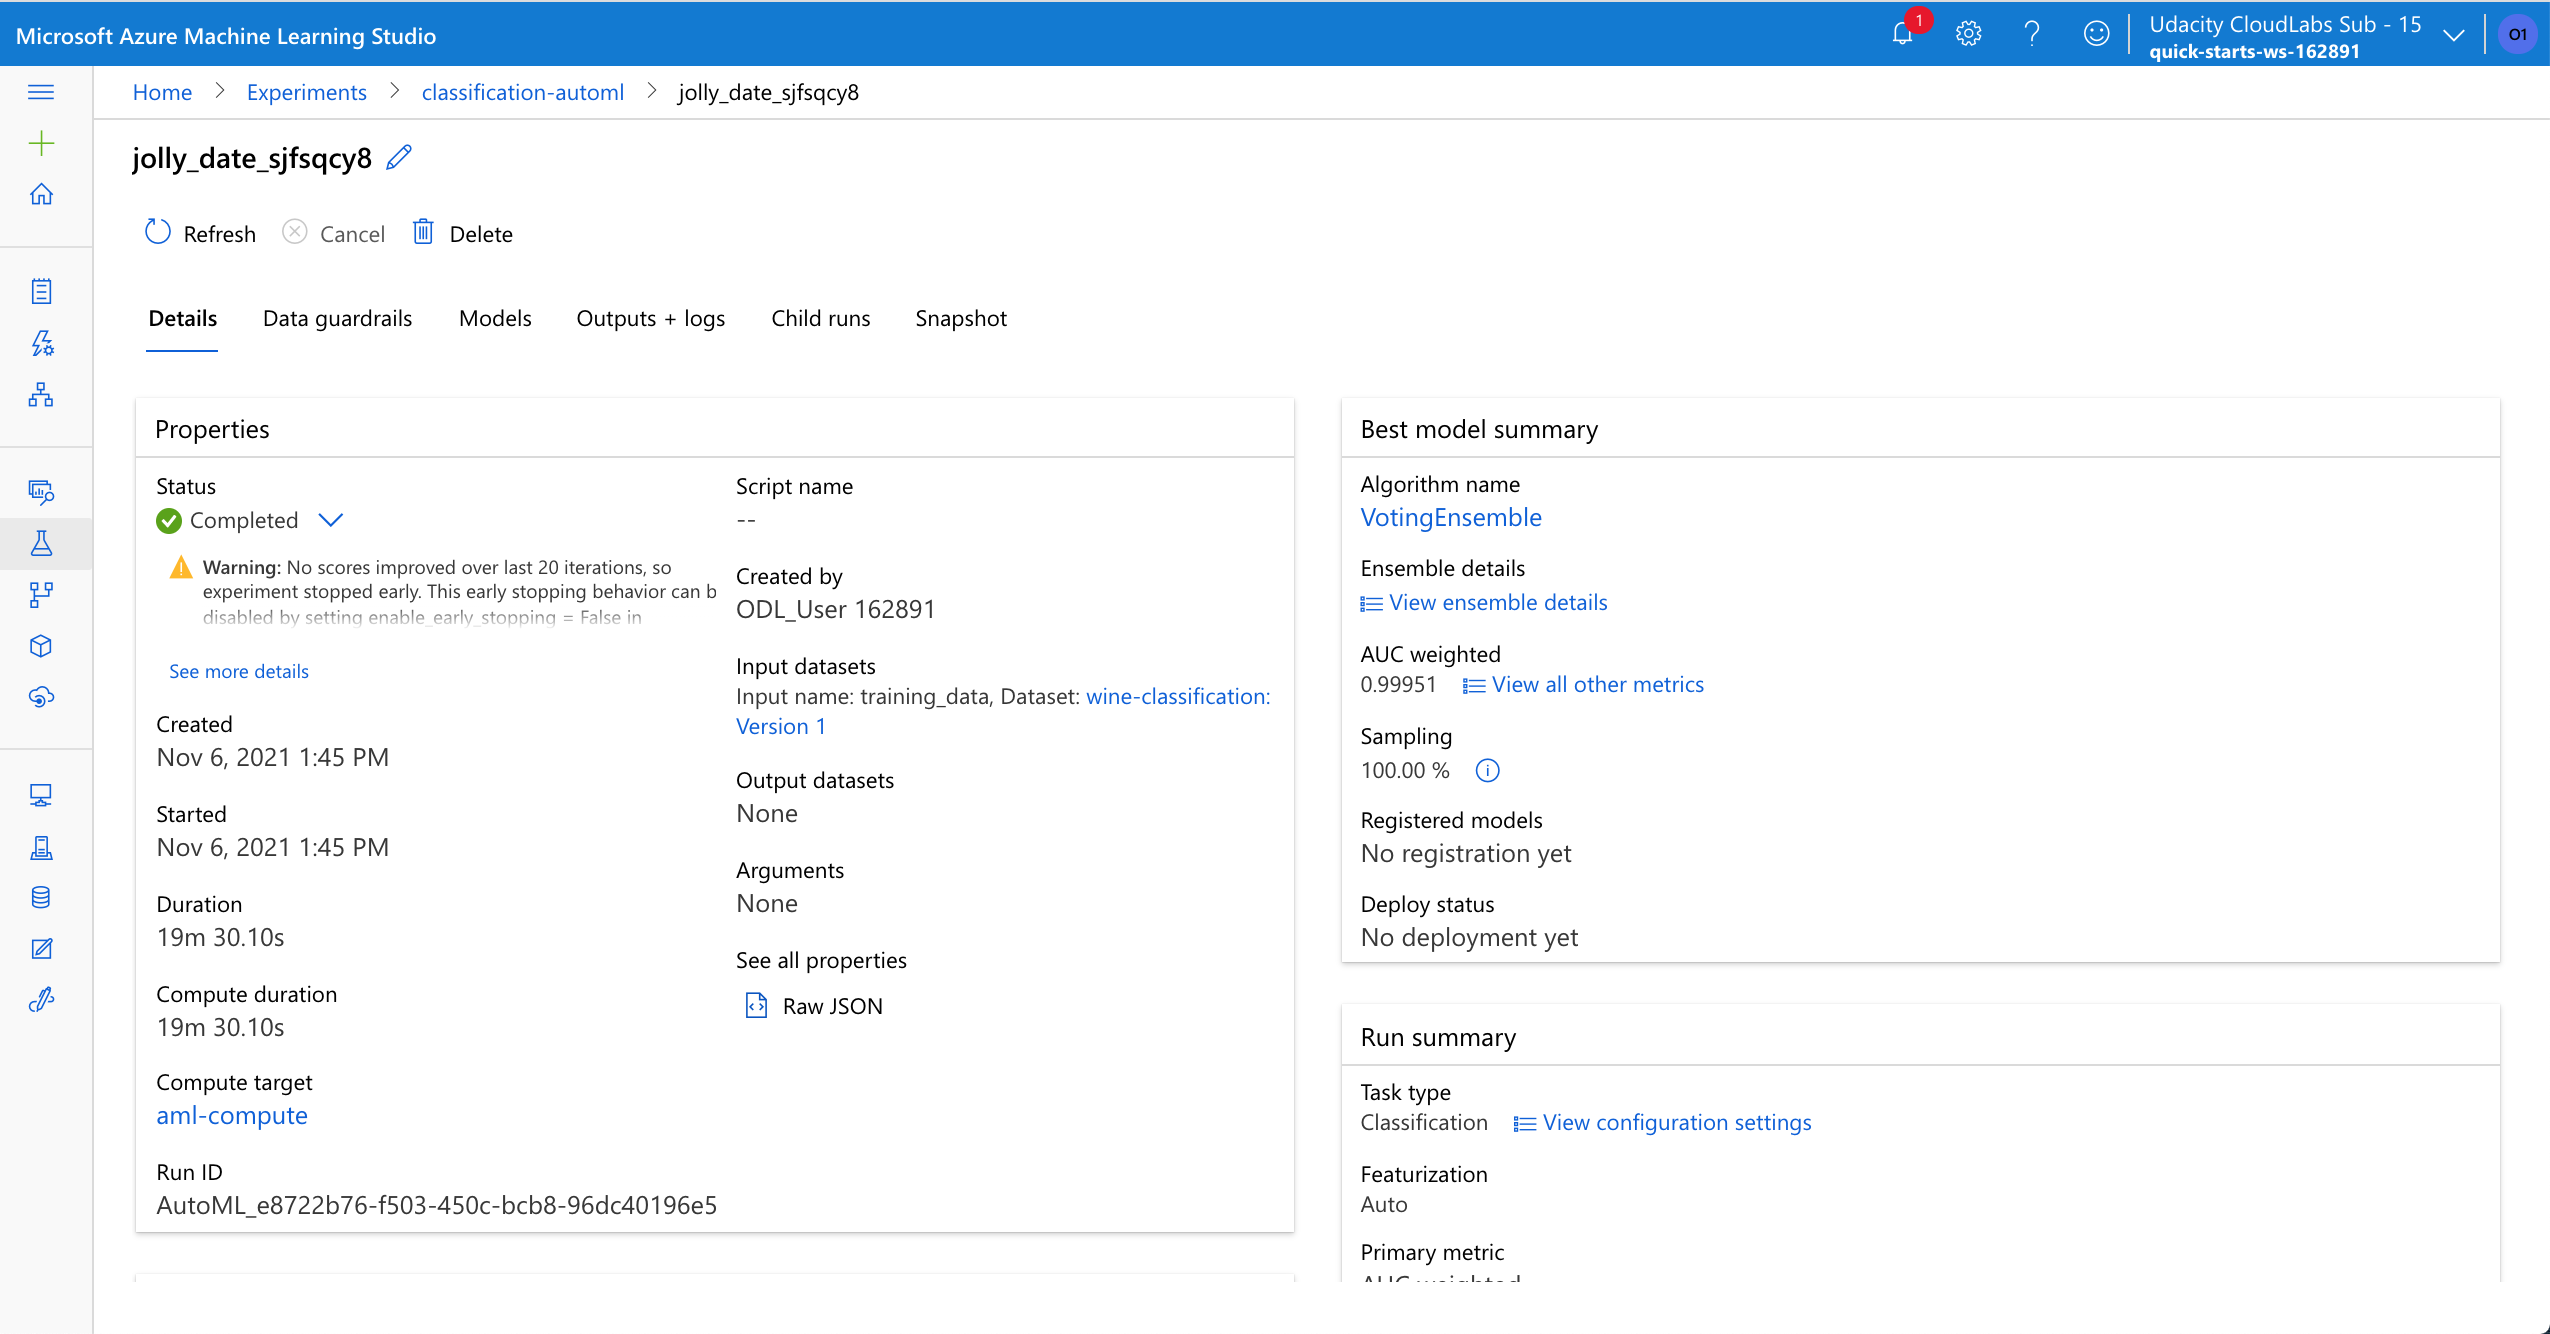 Microsoft Azure Machine Learning Studio
1
Udacity CloudLabs Sub - 15
quick-starts-ws-162891
O1
Home > Experiments > classification-automl > jolly_date_sjfsqcy8
jolly_date_sjfsqcy8
Refresh Cancel Delete
Details Data guardrails Models Outputs + logs Child runs Snapshot
Properties
Status
Completed
Warning: No scores improved over last 20 iterations, so
experiment stopped early. This early stopping behavior can b
disabled by setting enable_early_stopping = False in
See more details
Created
Nov 6, 2021 1:45 PM
Started
Nov 6, 2021 1:45 PM
Duration
19m 30.10s
Compute duration
19m 30.10s
Compute target
aml-compute
Run ID
AutoML_e8722b76-f503-450c-bcb8-96dc40196e5
Script name
--
Created by
ODL_User 162891
Input datasets
Input name: training_data, Dataset: wine-classification:
Version 1
Output datasets
None
Arguments
None
See all properties
Raw JSON
Best model summary
Algorithm name
VotingEnsemble
Ensemble details
View ensemble details
AUC weighted
0.99951 View all other metrics
Sampling
100.00 %
Registered models
No registration yet
Deploy status
No deployment yet
Run summary
Task type
Classification View configuration settings
Featurization
Auto
Primary metric
AUC weighted